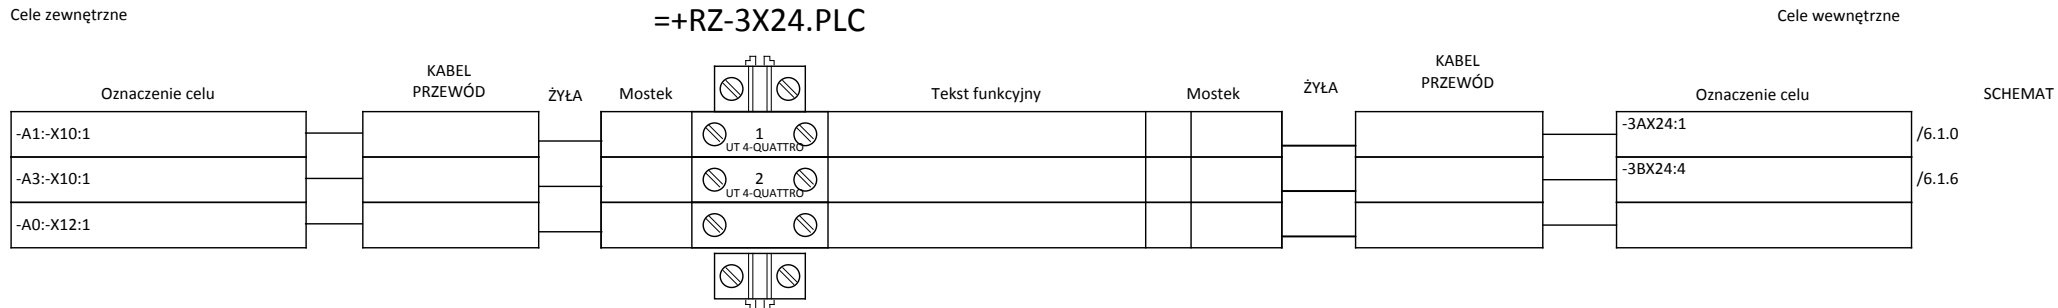 Cele zewnętrzne
=+RZ-3X24.PLC
Cele wewnętrzne
Oznaczenie celu
KABEL
PRZEWÓD
ŻYŁA
Mostek
Tekst funkcyjny
Mostek
ŻYŁA
KABEL
PRZEWÓD
Oznaczenie celu
SCHEMAT
-A1:-X10:1
1
UT 4-QUATTRO
-3AX24:1
/6.1.0
-A3:-X10:1
2
UT 4-QUATTRO
-3BX24:4
/6.1.6
-A0:-X12:1